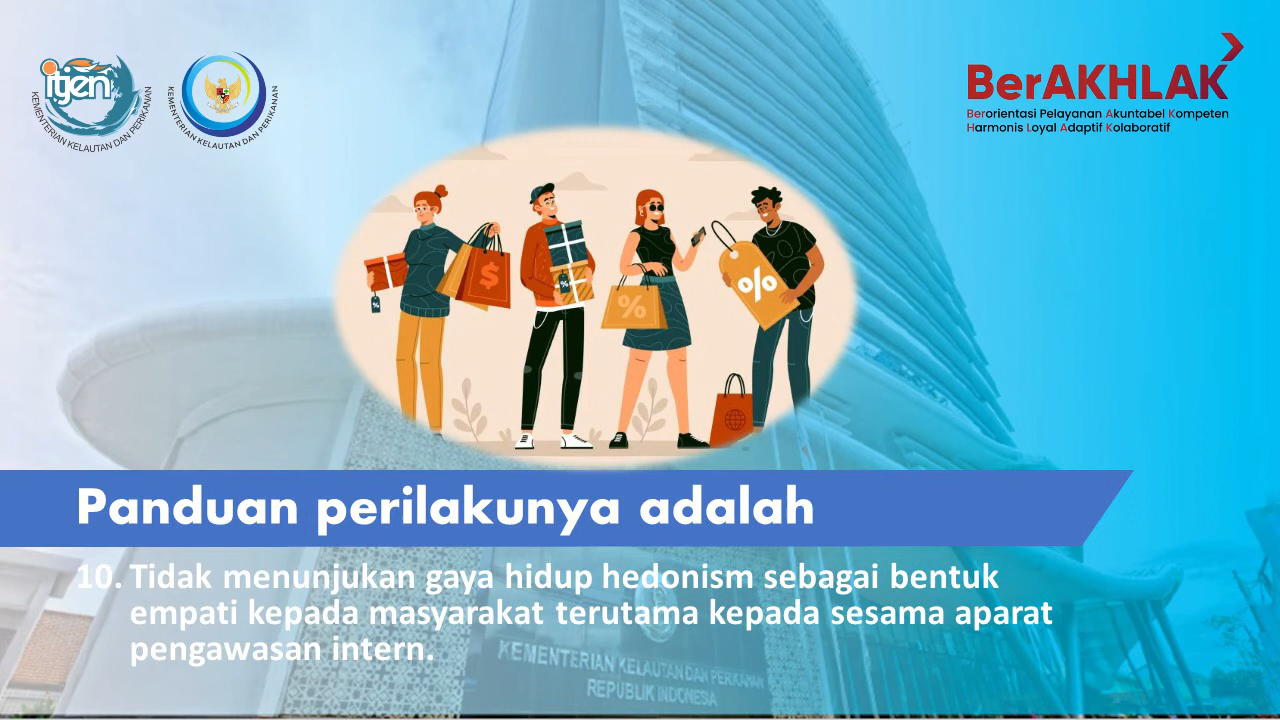 itjen
KEMENTERIAN KELAUTAN DAN PERIKANAN
KEMENTERIAN KELAUTAN DAN PERIKANAN
BerAKHLAK
Berorientasi Pelayanan Akuntabel Kompeten
Harmonis Loyal Adaptif Kolaboratif
$
%
%
%
%
Panduan perilakunya adalah
10. Tidak menunjukan gaya hidup hedonism sebagai bentuk
empati kepada masyarakat terutama kepada sesama aparat
pengawasan intern.
KEMENTERIAN KELAUTAN DAN PERIKANAN
REPUBLIK INDONESIA